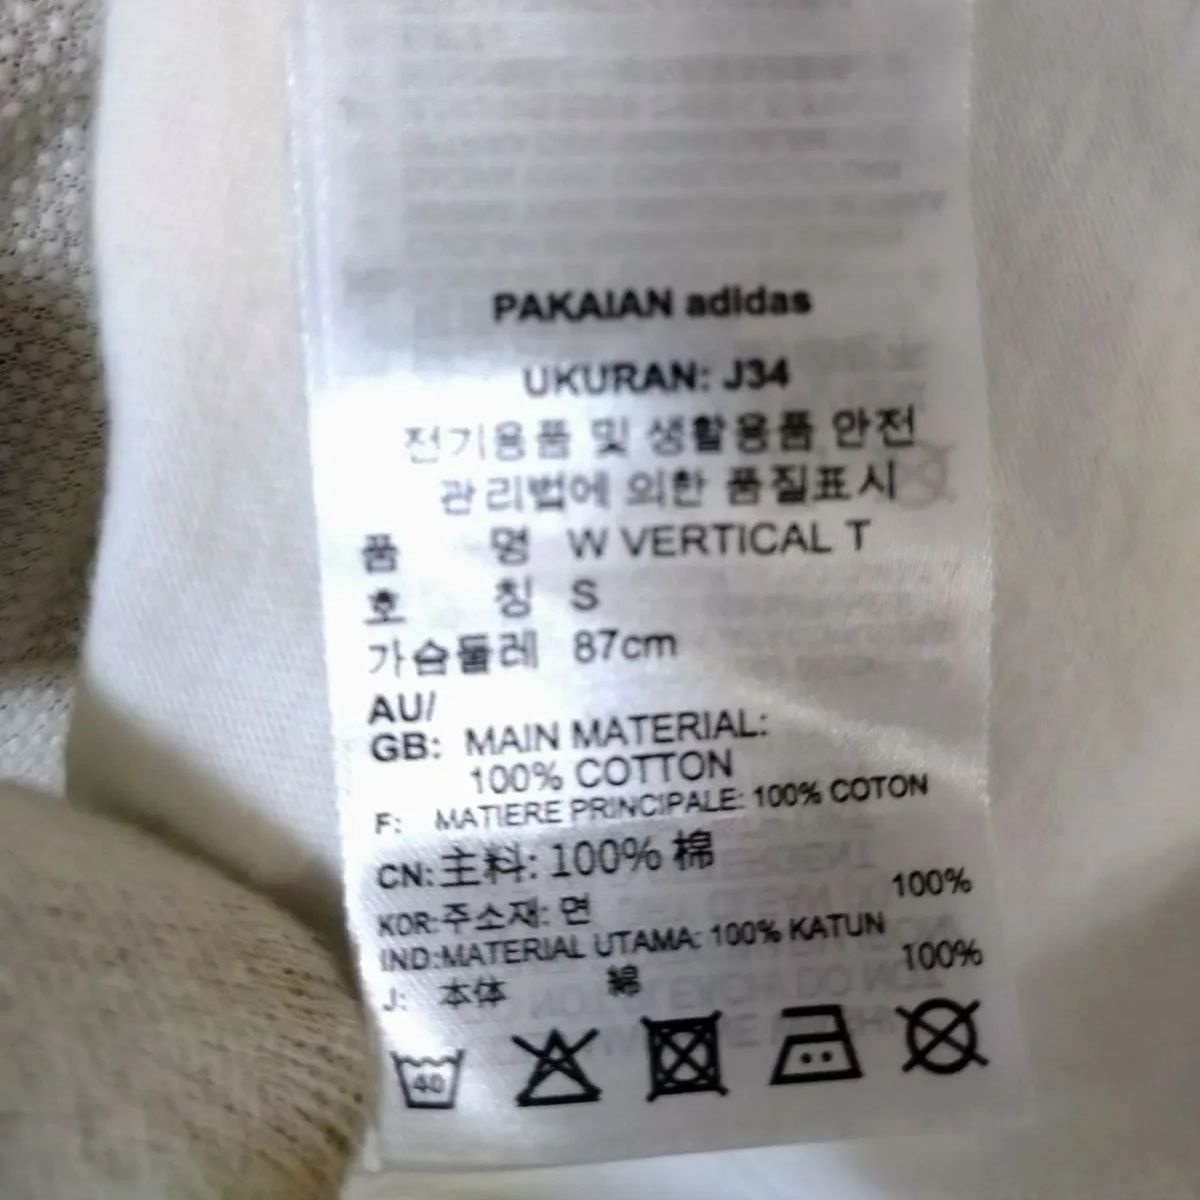 PAKAIAN adidas
UKURAN: J34
전기용품 및 생활용품 안전
관리법에 의한 품질표시
품 명 W VERTICAL T
호 칭 S
가슴둘레 87cm
AU/
GB: MAIN MATERIAL:
100% COTTON
F: MATIERE PRINCIPALE: 100% COTON
CN:主料: 100% 棉
KOR:주소재: 면 100%
IND:MATERIAL UTAMA: 100% KATUN
J: 本体 綿 100%
40